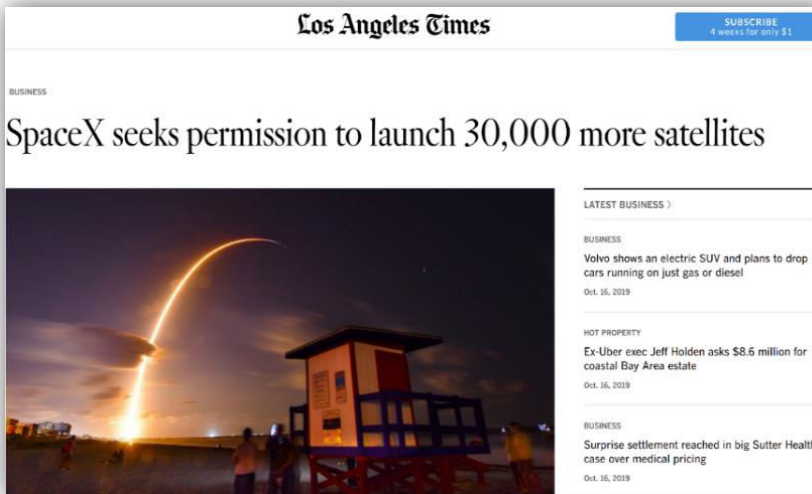 Los Angeles Times
SUBSCRIBE
4 weeks for only $1
BUSINESS
SpaceX seeks permission to launch 30,000 more satellites
LATEST BUSINESS >
BUSINESS
Volvo shows an electric SUV and plans to drop
cars running on just gas or diesel
Oct. 16, 2019
HOT PROPERTY
Ex-Uber exec Jeff Holden asks $8.6 million for
coastal Bay Area estate
Oct. 16, 2019
BUSINESS
Surprise settlement reached in big Sutter Health
case over medical pricing
Oct. 16, 2019